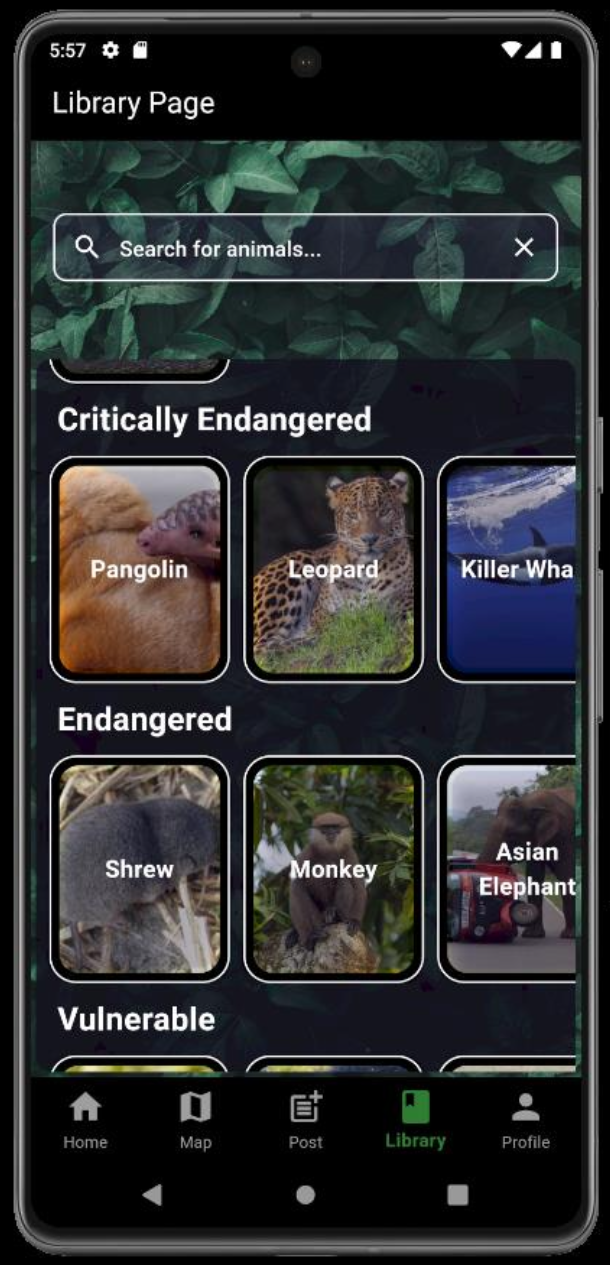 5:57
Library Page
Search for animals...
Critically Endangered
Pangolin
Leopard
Killer Wha
Endangered
Shrew
Monkey
Asian
Elephant
Vulnerable
Home
Map
Post
Library
Profile